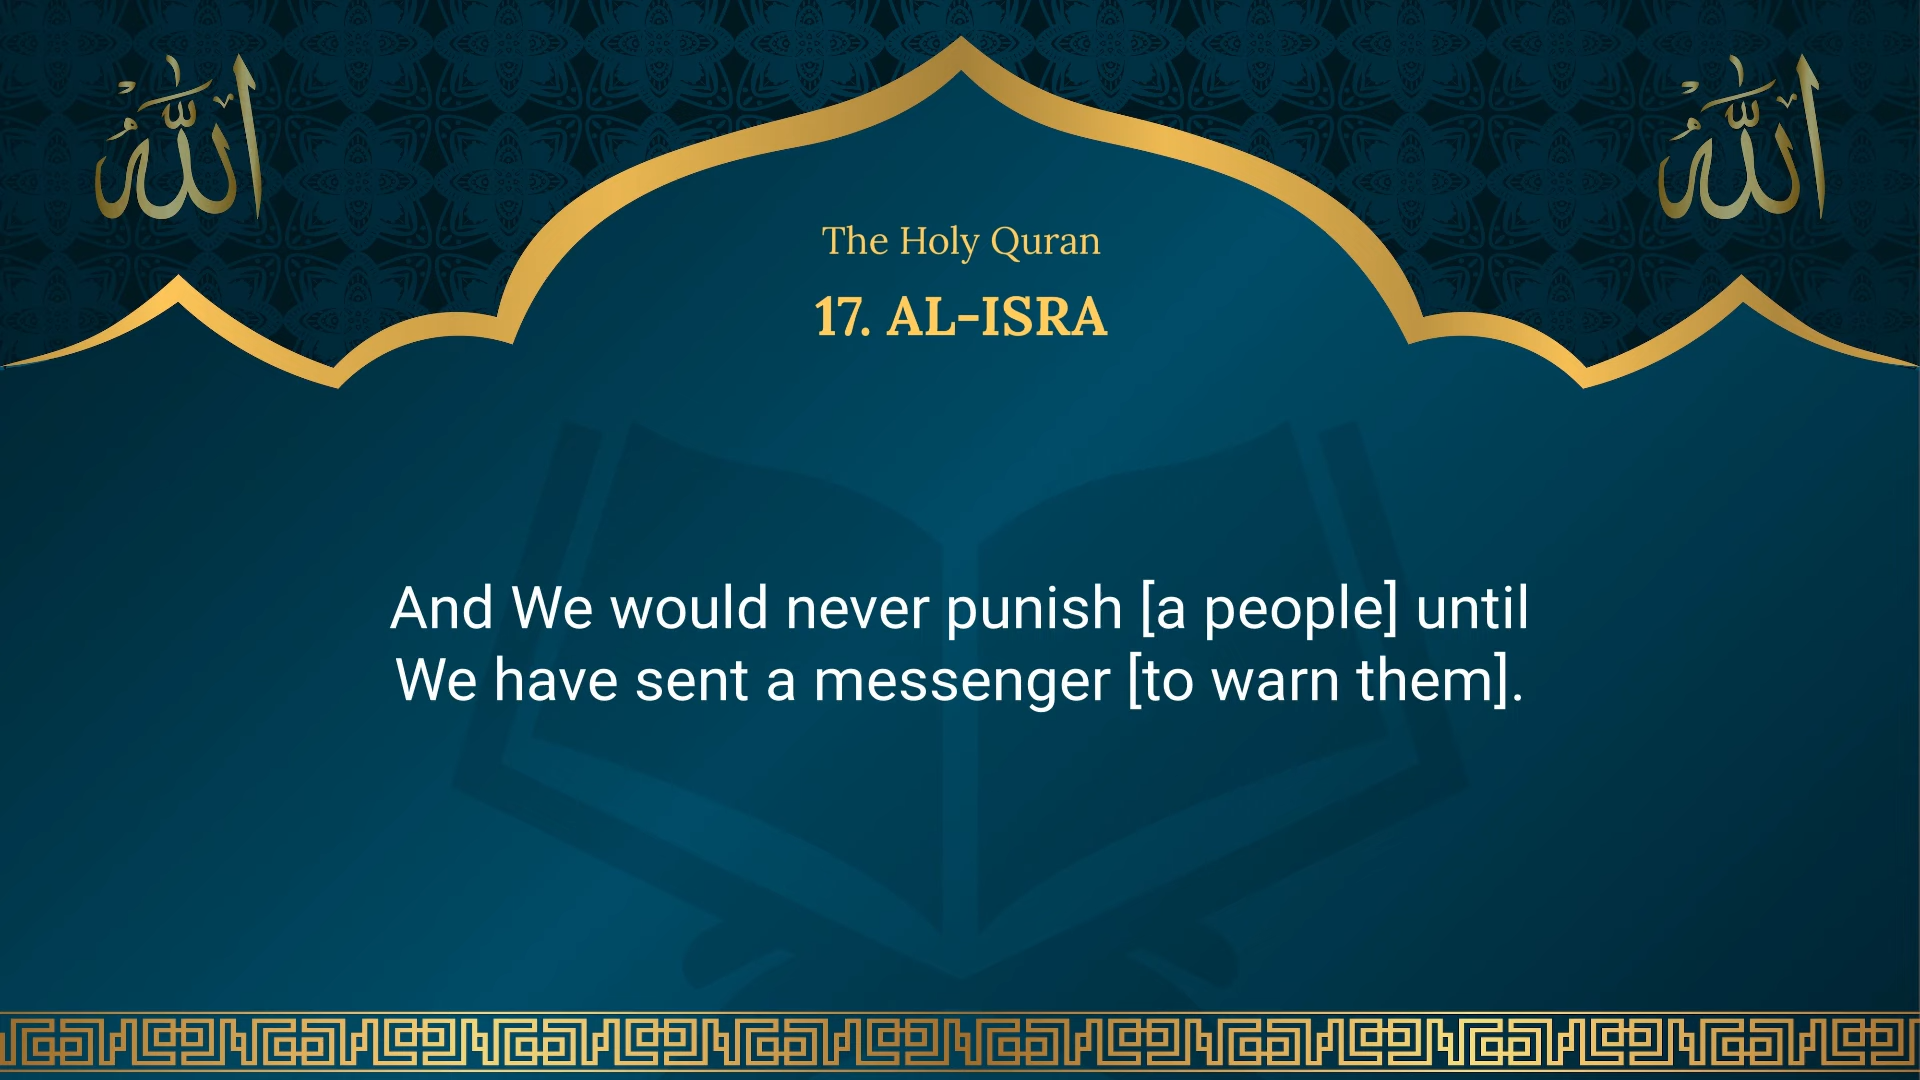 الله
الله
The Holy Quran
17. AL-ISRA
And We would never punish [a people] until
We have sent a messenger [to warn them].